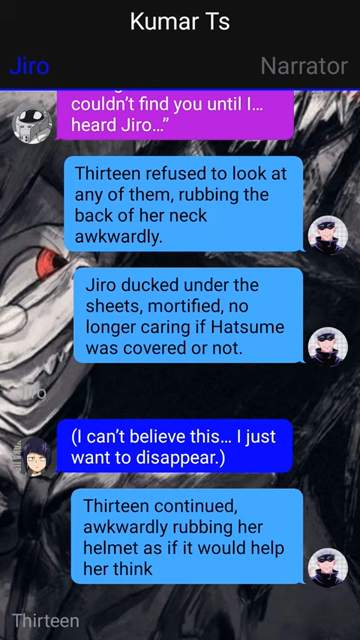 Kumar Ts
Jiro
Narrator
couldn't find you until I…
heard Jiro…”
Thirteen refused to look at
any of them, rubbing the
back of her neck
awkwardly.
Jiro ducked under the
sheets, mortified, no
longer caring if Hatsume
was covered or not.
Jiro
(I can't believe this… I just
want to disappear.)
Thirteen continued,
awkwardly rubbing her
helmet as if it would help
her think
Thirteen